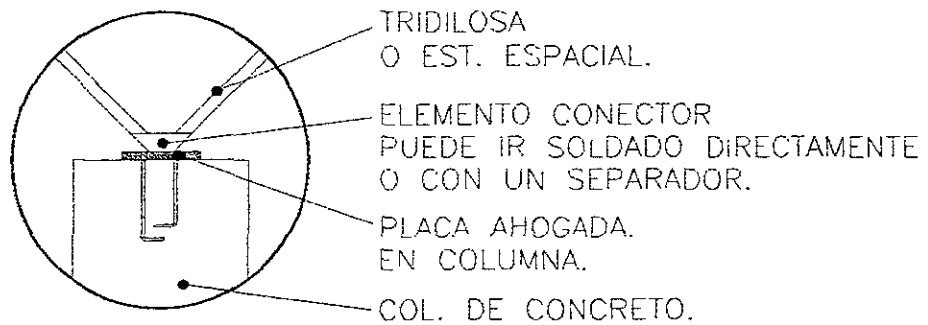 TRIDILOSA
O EST. ESPACIAL.
ELEMENTO CONECTOR
PUEDE IR SOLDADO DIRECTAMENTE
O CON UN SEPARADOR.
PLACA AHOGADA.
EN COLUMNA.
COL. DE CONCRETO.